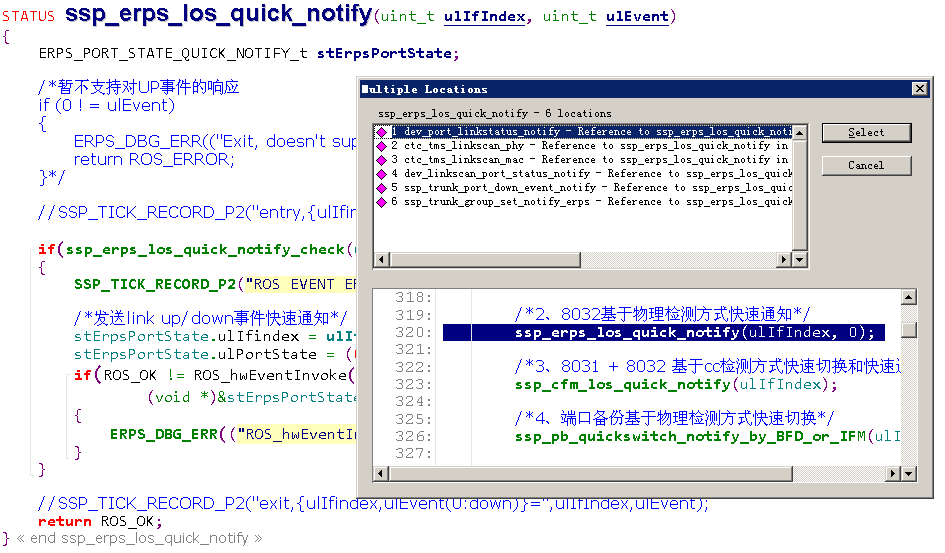 STATUS ssp_erps_los_quick_notify(uint_t ulIfIndex, uint_t ulEvent)
{
ERPS_PORT_STATE_QUICK_NOTIFY_t stErpsPortState;
/*暂不支持对UP事件的响应
if (0 != ulEvent)
{
ERPS_DBG_ERR(("Exit, doesn't sup
return ROS_ERROR;
}*/
//SSP_TICK_RECORD_P2("entry,{ulIfin
if(ssp_erps_los_quick_notify_check(
{
SSP_TICK_RECORD_P2("ROS EVENT
/*发送link up/down事件快速通知*/
stErpsPortState.ulIfindex = ulI
stErpsPortState.ulPortState = (
if(ROS_OK != ROS_hwEventInvoke(
(void *)&stErpsPortState
{
ERPS_DBG_ERR(("ROS_hwEventIn
}
}
//SSP_TICK_RECORD_P2("exit,{ulIfindex,ulEvent(0:down)}=",ulIfIndex,ulEvent);
return ROS_OK;
} « end ssp_erps_los_quick_notify »
Multiple Locations
ssp_erps_los_quick_notify - 6 locations
1 dev_port_linkstatus_notify - Reference to ssp_erps_los_quick_noti
2 ctc_tms_linkscan_phy - Reference to ssp_erps_los_quick_notify in
3 ctc_tms_linkscan_mac - Reference to ssp_erps_los_quick_notify in
4 dev_linkscan_port_status_notify - Reference to ssp_erps_los_quick
5 ssp_trunk_port_down_event_notify - Reference to ssp_erps_los_quic
6 ssp_trunk_group_set_notify_erps - Reference to ssp_erps_los_quick
Select
Cancel
318:
319: /*2、8032基于物理检测方式快速通知*/
320: ssp_erps_los_quick_notify(ulIfIndex, 0);
321:
322: /*3、8031 + 8032 基于cc检测方式快速切换和快速
323: ssp_cfm_los_quick_notify(ulIfIndex);
324:
325: /*4、端口备份基于物理检测方式快速切换*/
326: ssp_pb_quickswitch_notify_by_BFD_or_IFM(ulI
327: